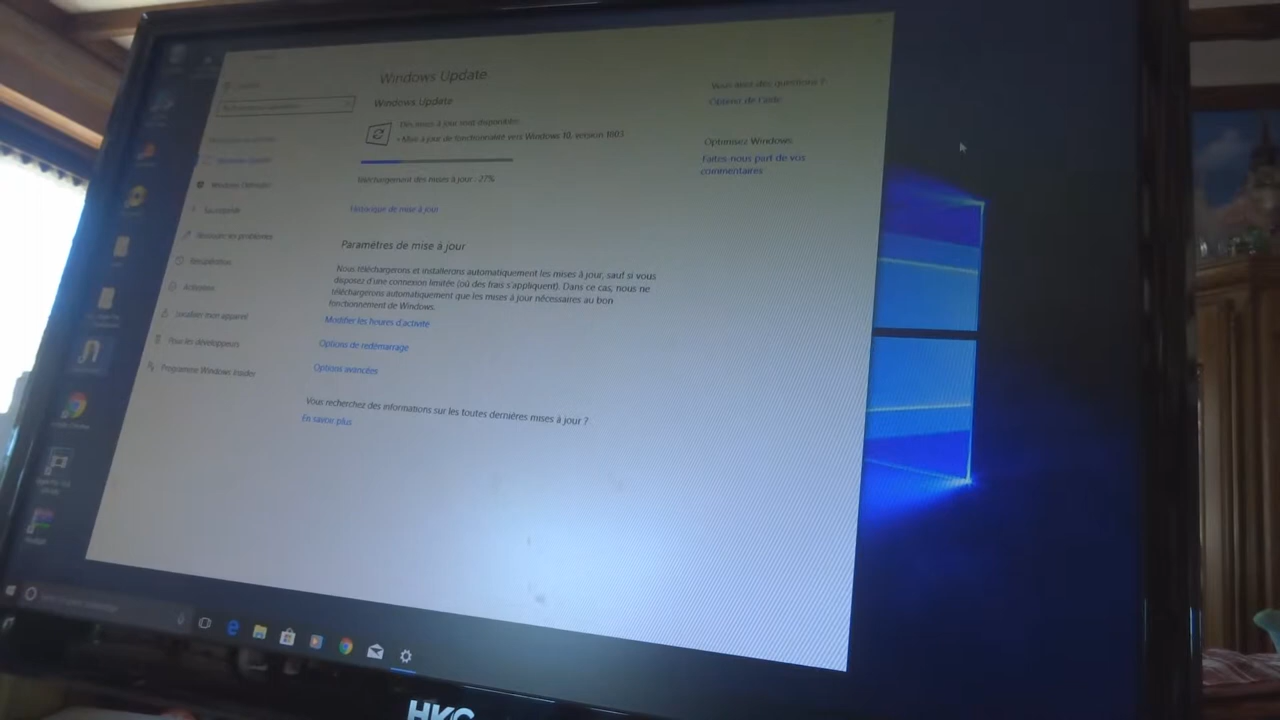 Windows Update
Windows Update
Des mises à jour sont disponibles.
• Mise à jour de fonctionnalité vers Windows 10, version 1803
Téléchargement des mises à jour : 27%
Historique de mise à jour
Paramètres de mise à jour
Nous téléchargerons et installerons automatiquement les mises à jour, sauf si vous
disposez d'une connexion limitée (où des frais s'appliquent). Dans ce cas, nous ne
téléchargerons automatiquement que les mises à jour nécessaires au bon
fonctionnement de Windows.
Modifier les heures d'activité
Options de redémarrage
Options avancées
Vous recherchez des informations sur les toutes dernières mises à jour ?
En savoir plus
Vous avez des questions ?
Obtenir de l'aide
Optimisez Windows
Faites-nous part de vos
commentaires
Windows Update
Windows Defender
Sauvegarde
Résoudre les problèmes
Récupération
Activation
Localiser mon appareil
Pour les développeurs
Programme Windows Insider
HKC